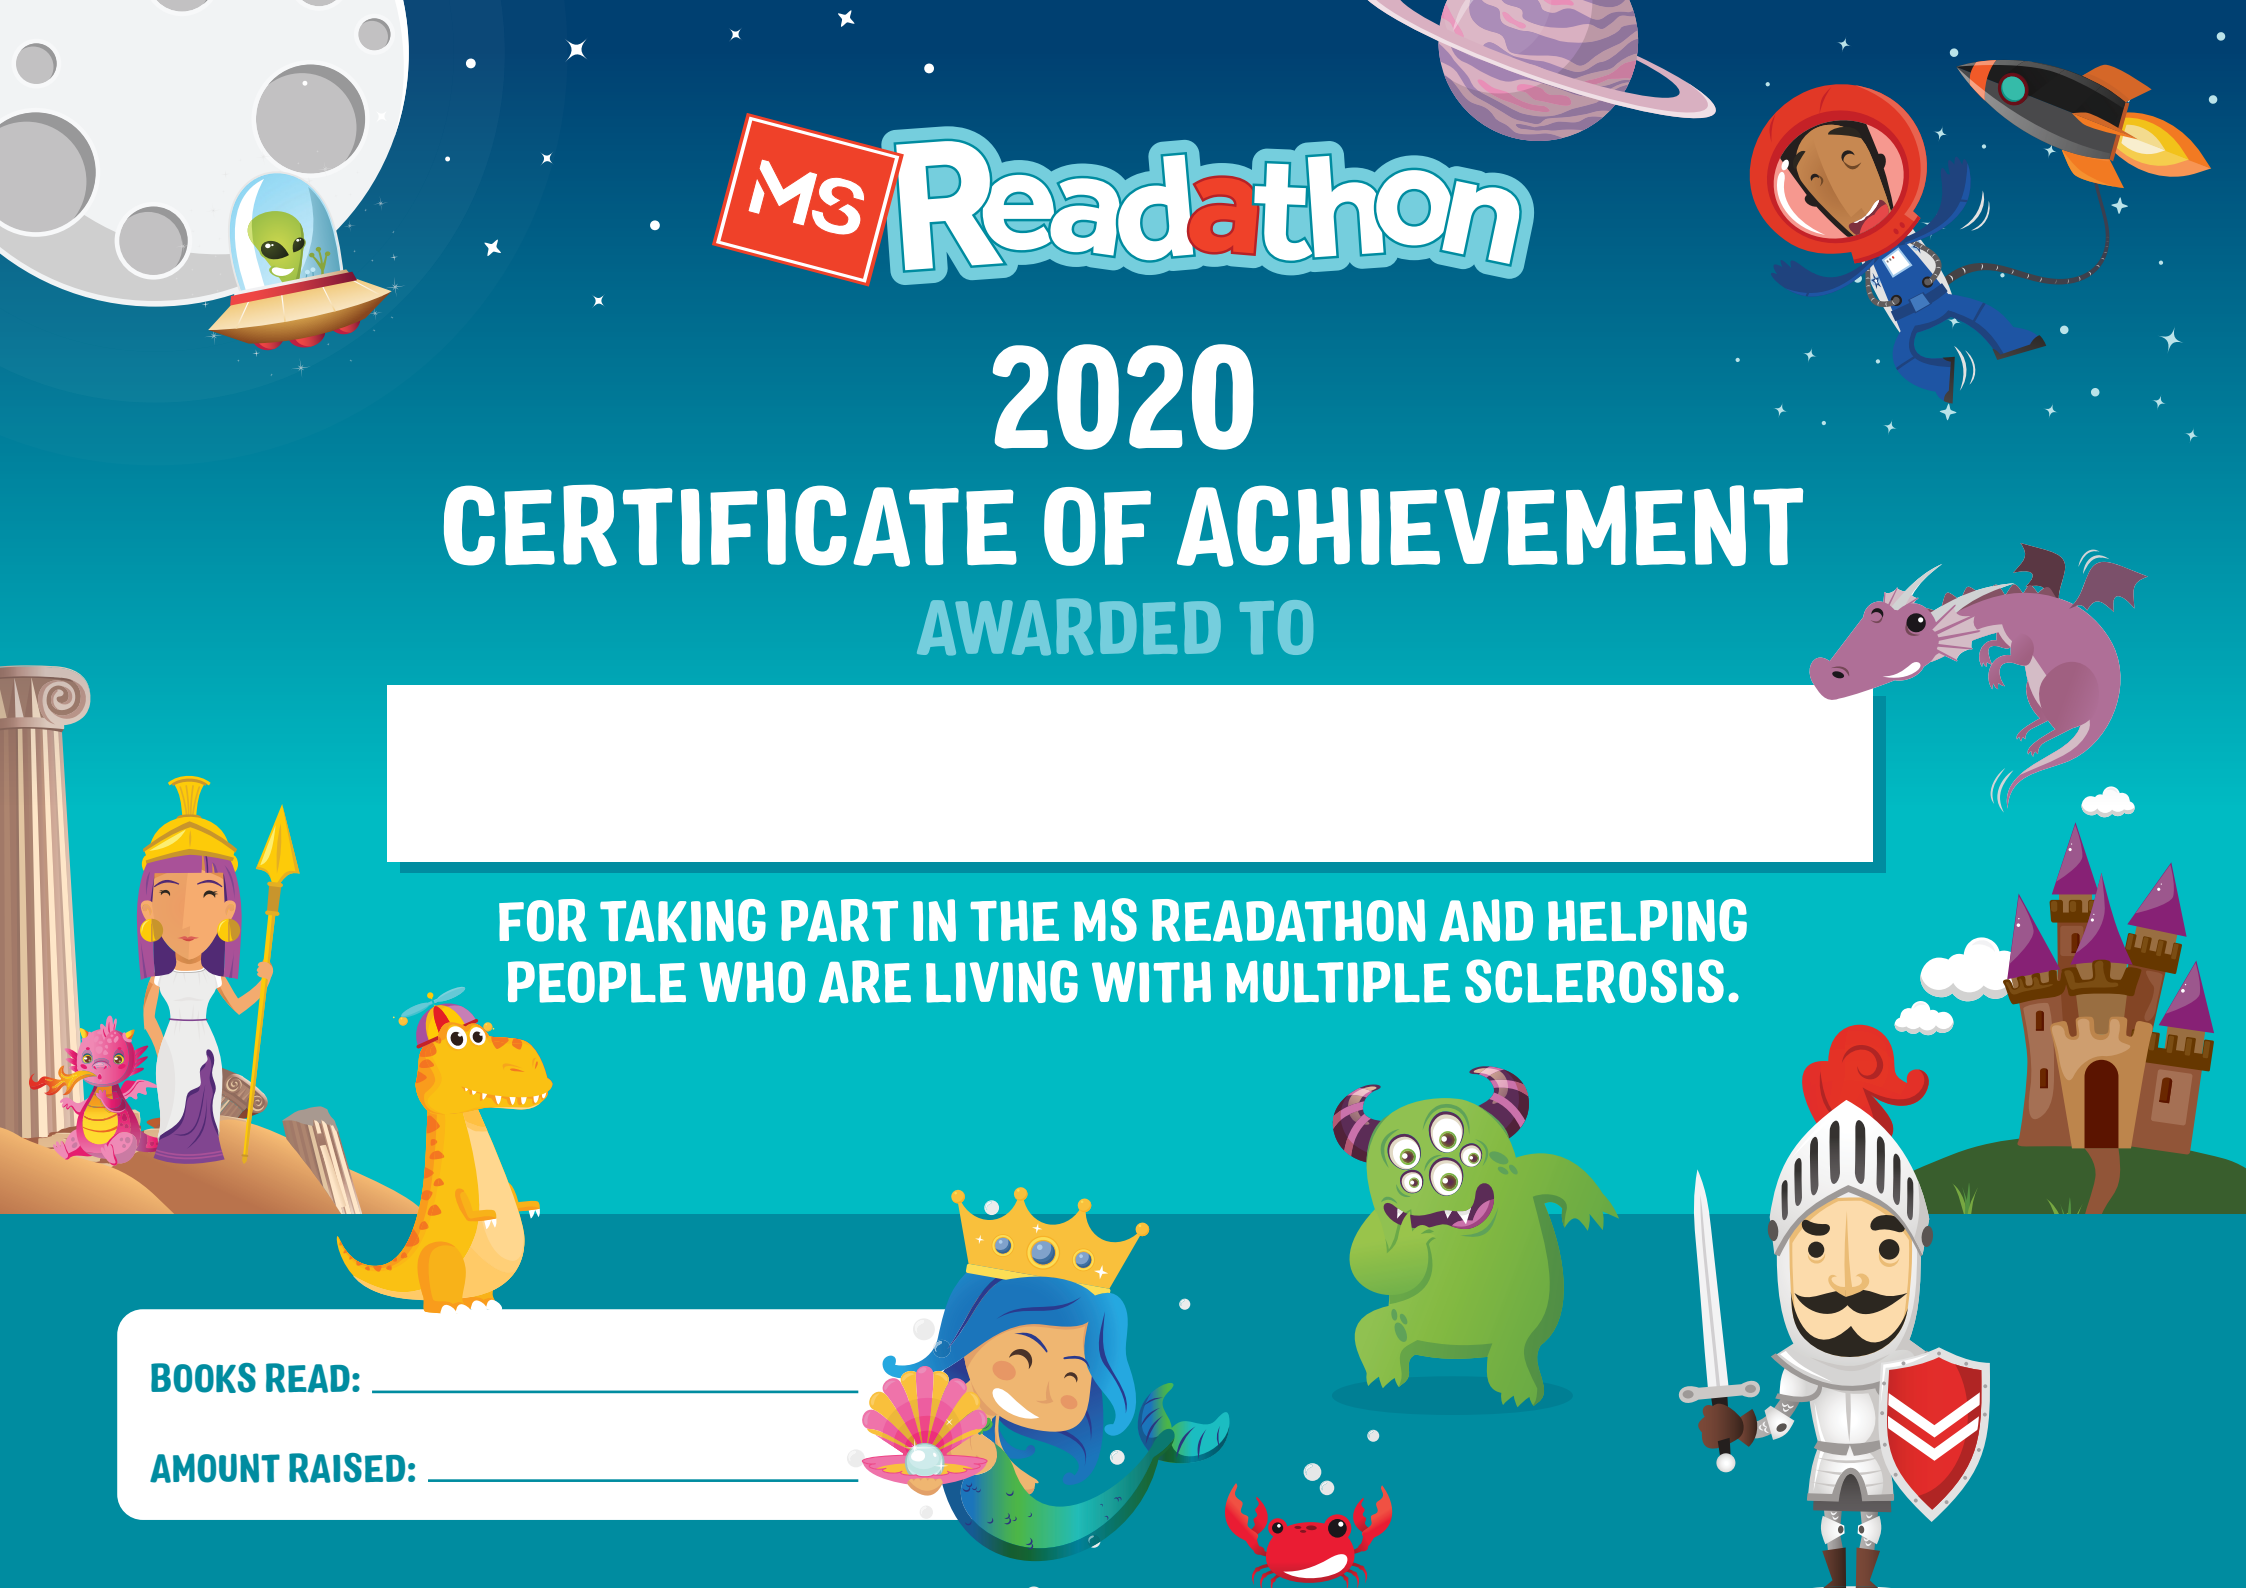 MS Readathon
2020
CERTIFICATE OF ACHIEVEMENT
AWARDED TO
FOR TAKING PART IN THE MS READATHON AND HELPING
PEOPLE WHO ARE LIVING WITH MULTIPLE SCLEROSIS.
BOOKS READ:
AMOUNT RAISED: